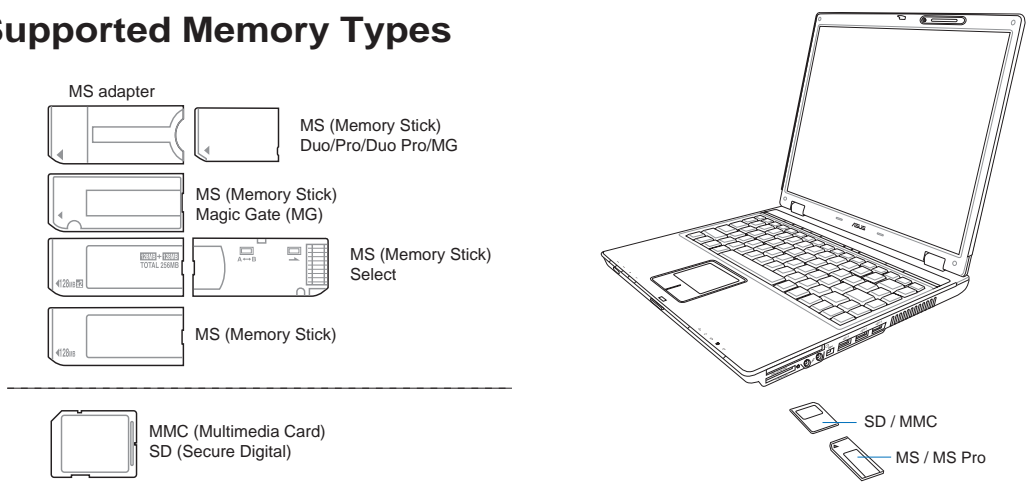 Supported Memory Types
MS adapter
MS (Memory Stick)
Duo/Pro/Duo Pro/MG
MS (Memory Stick)
Magic Gate (MG)
128MB+128MB
TOTAL 256MB
128MB
A↔B
MS (Memory Stick)
Select
128MB
MS (Memory Stick)
MMC (Multimedia Card)
SD (Secure Digital)
ASUS
SD / MMC
MS / MS Pro